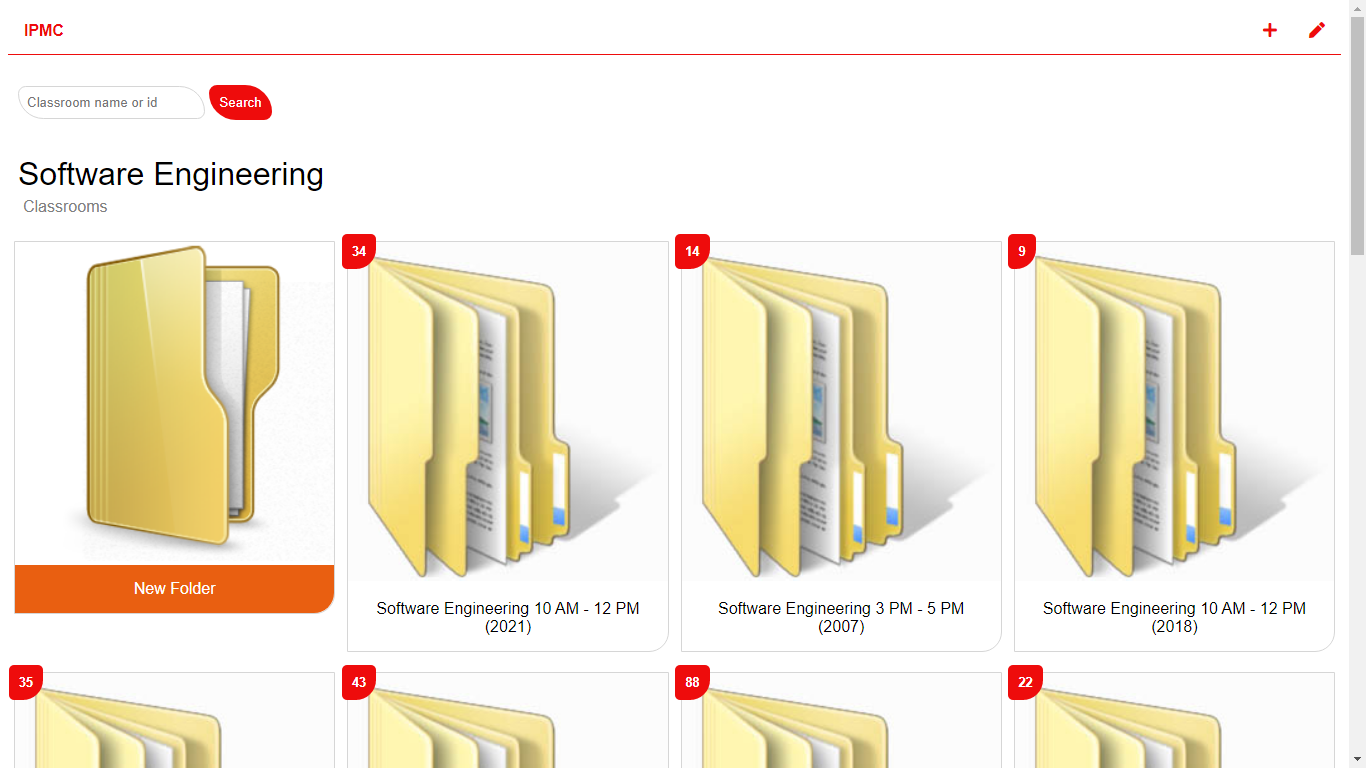 IPMC
Classroom name or id
Search
Software Engineering
Classrooms
New Folder
34
Software Engineering 10 AM - 12 PM
(2021)
14
Software Engineering 3 PM - 5 PM
(2007)
9
Software Engineering 10 AM - 12 PM
(2018)
35
43
88
22